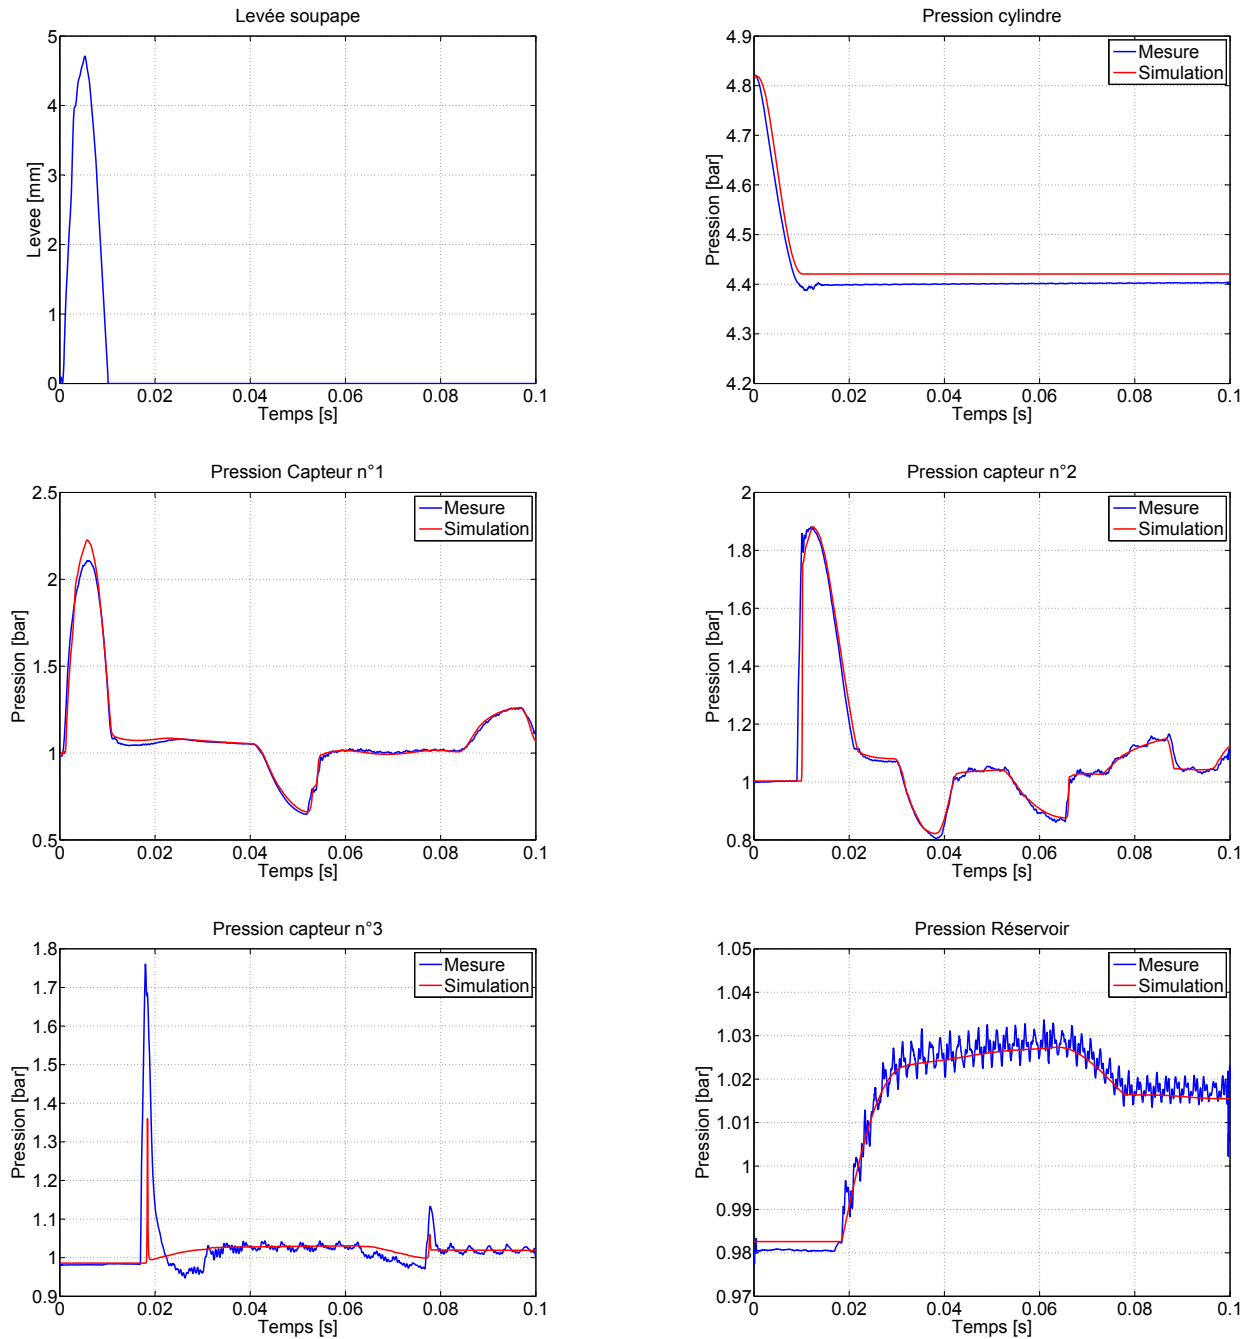 Levée soupape
5
4
3
2
1
0
Levee [mm]
0 0.02 0.04 0.06 0.08 0.1
Temps [s]
Pression cylindre
4.9
4.8
4.7
4.6
4.5
4.4
4.3
4.2
Pression [bar]
Mesure
Simulation
0 0.02 0.04 0.06 0.08 0.1
Temps [s]
Pression Capteur n°1
2.5
2
1.5
1
0.5
Pression [bar]
Mesure
Simulation
0 0.02 0.04 0.06 0.08 0.1
Temps [s]
Pression capteur n°2
2
1.8
1.6
1.4
1.2
1
0.8
Pression [bar]
Mesure
Simulation
0 0.02 0.04 0.06 0.08 0.1
Temps [s]
Pression capteur n°3
1.8
1.7
1.6
1.5
1.4
1.3
1.2
1.1
1
0.9
Pression [bar]
Mesure
Simulation
0 0.02 0.04 0.06 0.08 0.1
Temps [s]
Pression Réservoir
1.05
1.04
1.03
1.02
1.01
1
0.99
0.98
0.97
Pression [bar]
Mesure
Simulation
0 0.02 0.04 0.06 0.08 0.1
Temps [s]